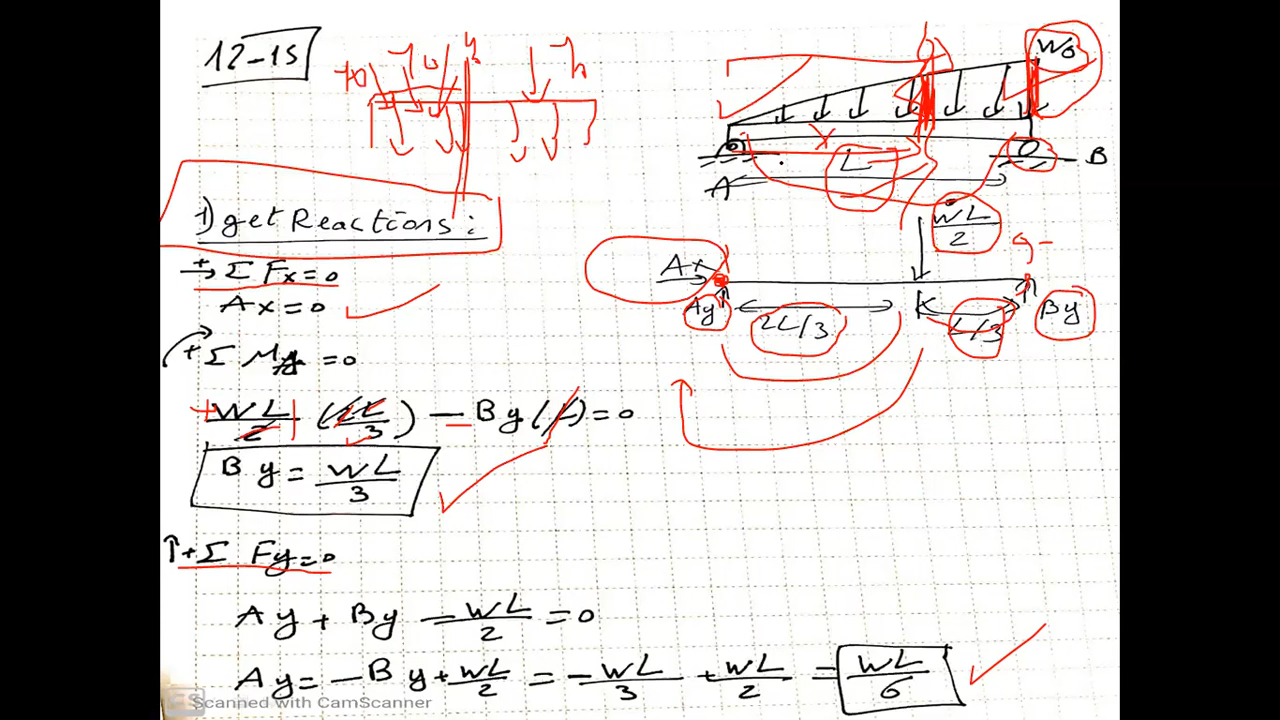 12-15
Wo
L
A
B
WL/2
1) get Reactions:
+→ Σ Fx=0
Ax=0
Ax
Ay
2L/3
L/3
By
+Σ MA =0
WL/2 (2L/3) - By(L)=0
By = WL/3
↑+Σ Fy=0
Ay + By - WL/2 = 0
Ay = -By + WL/2 = -WL/3 + WL/2 = WL/6
Scanned with CamScanner